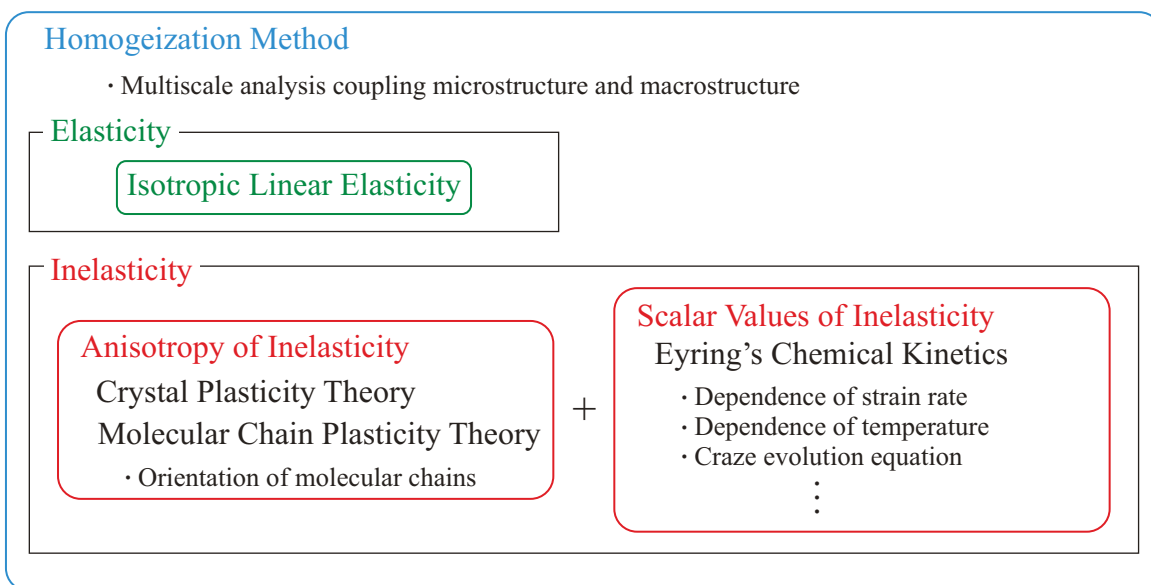 Homogeization Method
· Multiscale analysis coupling microstructure and macrostructure
Elasticity
Isotropic Linear Elasticity
Inelasticity
Anisotropy of Inelasticity
Crystal Plasticity Theory
Molecular Chain Plasticity Theory
· Orientation of molecular chains
+
Scalar Values of Inelasticity
Eyring's Chemical Kinetics
· Dependence of strain rate
· Dependence of temperature
· Craze evolution equation
⋮